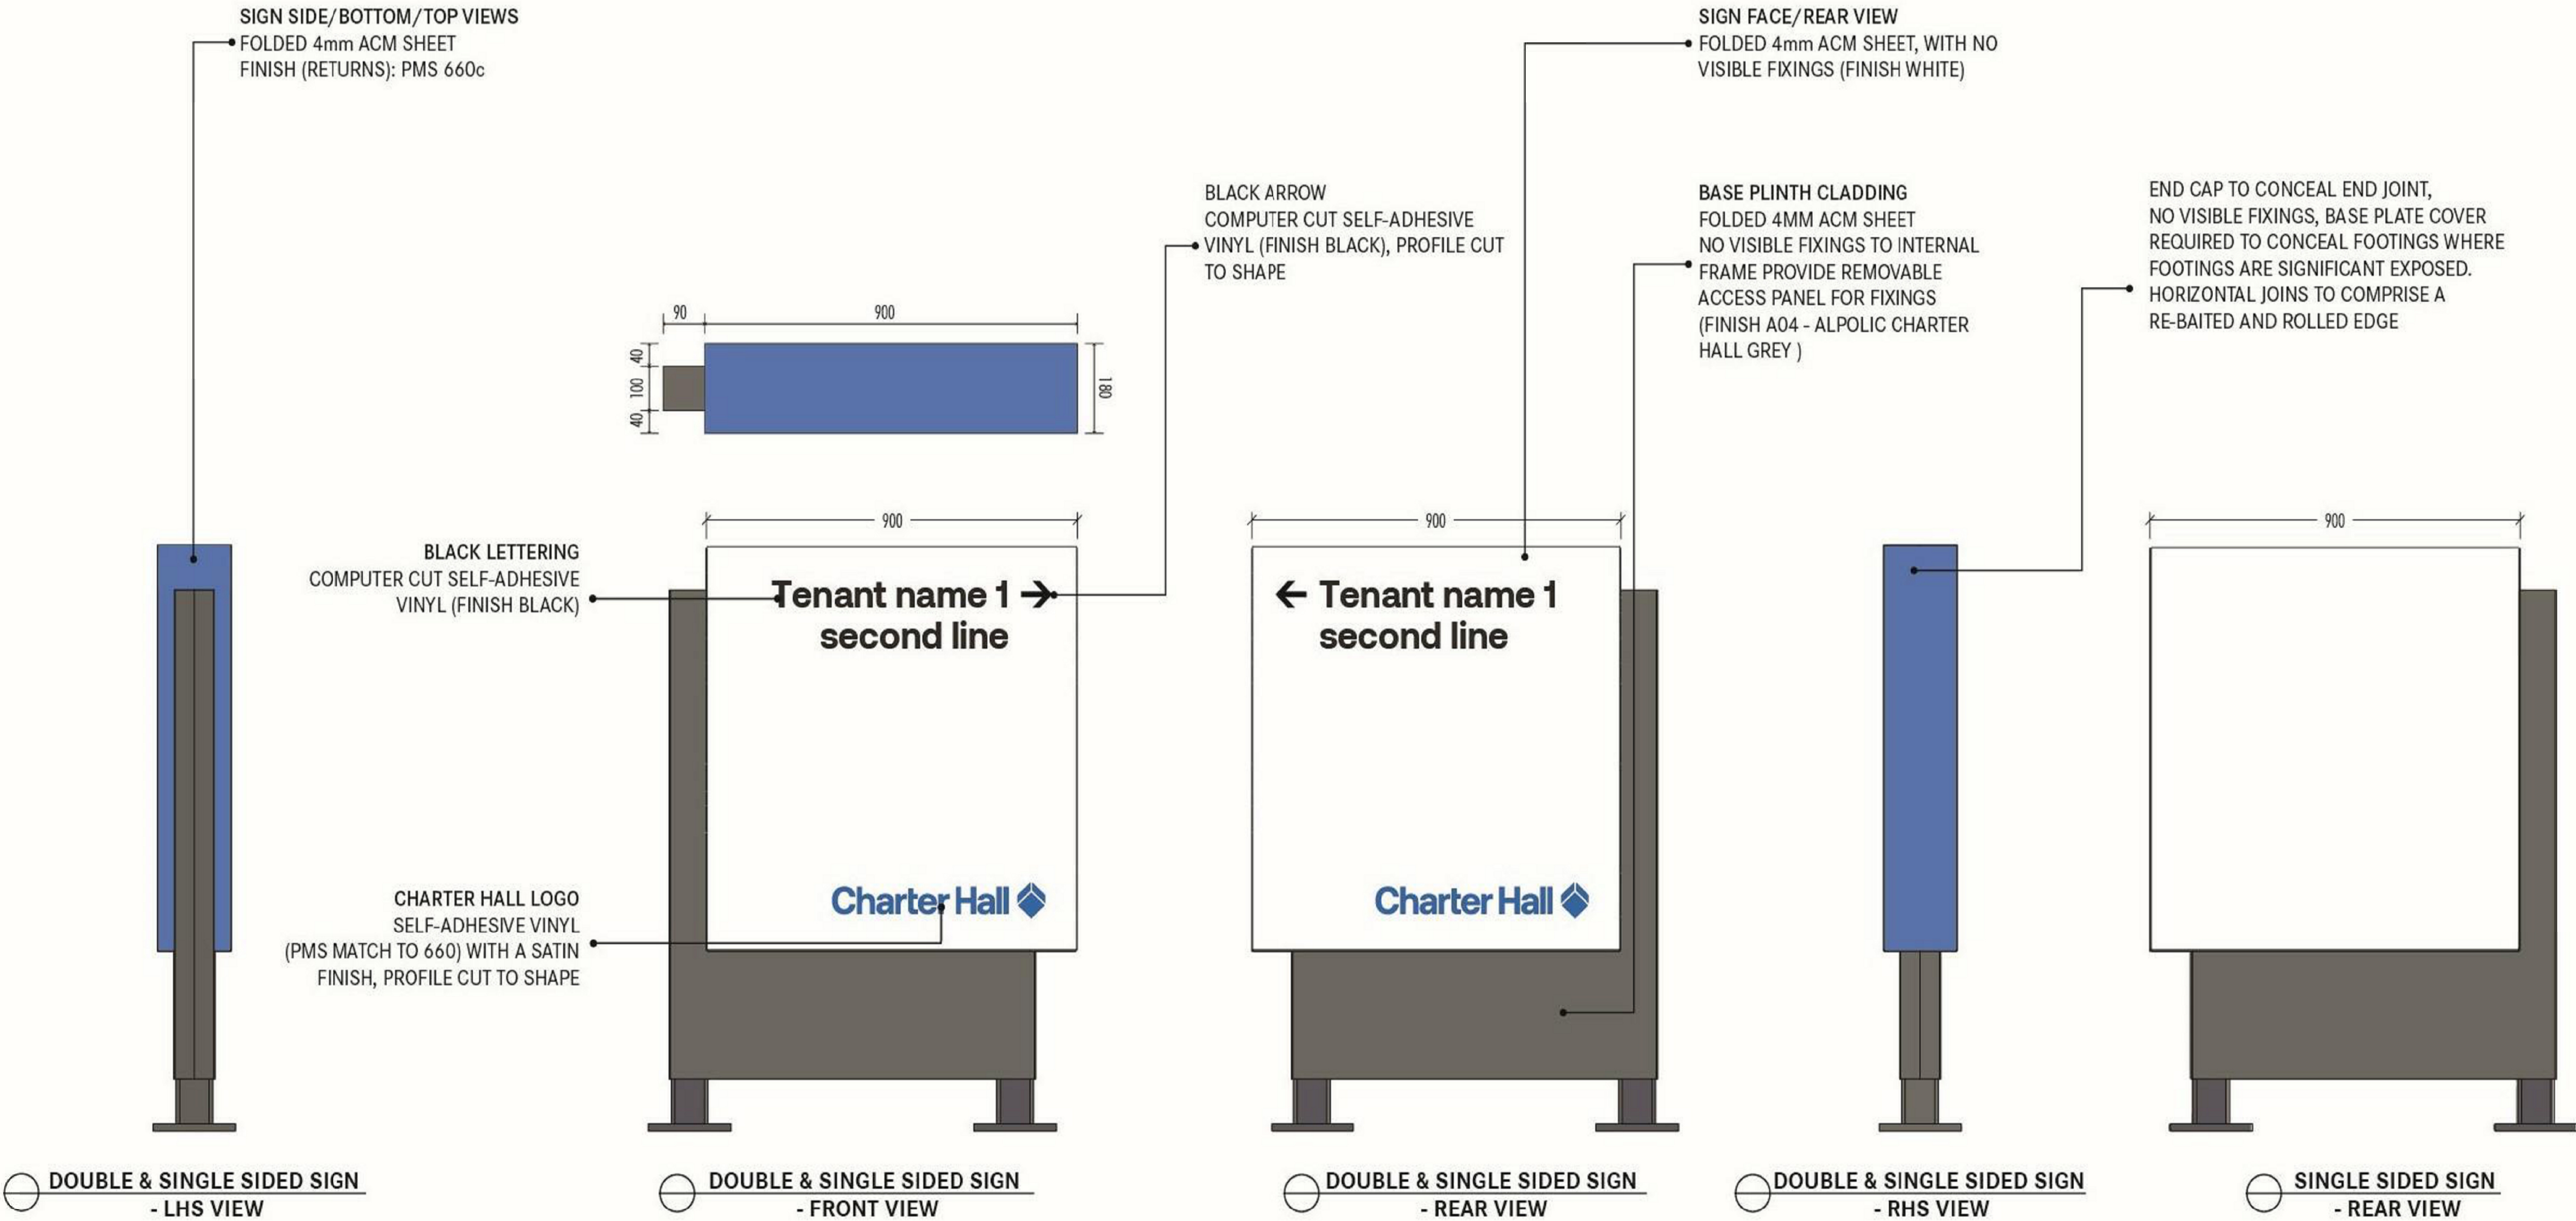 SIGN SIDE/BOTTOM/TOP VIEWS
FOLDED 4mm ACM SHEET
FINISH (RETURNS): PMS 660c
SIGN FACE/REAR VIEW
FOLDED 4mm ACM SHEET, WITH NO
VISIBLE FIXINGS (FINISH WHITE)
BLACK ARROW
COMPUTER CUT SELF-ADHESIVE
VINYL (FINISH BLACK), PROFILE CUT
TO SHAPE
BASE PLINTH CLADDING
FOLDED 4MM ACM SHEET
NO VISIBLE FIXINGS TO INTERNAL
FRAME PROVIDE REMOVABLE
ACCESS PANEL FOR FIXINGS
(FINISH A04 - ALPOLIC CHARTER
HALL GREY )
END CAP TO CONCEAL END JOINT,
NO VISIBLE FIXINGS, BASE PLATE COVER
REQUIRED TO CONCEAL FOOTINGS WHERE
FOOTINGS ARE SIGNIFICANT EXPOSED.
HORIZONTAL JOINS TO COMPRISE A
RE-BAITED AND ROLLED EDGE
90
900
40
100
40
180
900
900
900
BLACK LETTERING
COMPUTER CUT SELF-ADHESIVE
VINYL (FINISH BLACK)
Tenant name 1 →
second line
← Tenant name 1
second line
CHARTER HALL LOGO
SELF-ADHESIVE VINYL
(PMS MATCH TO 660) WITH A SATIN
FINISH, PROFILE CUT TO SHAPE
Charter Hall
Charter Hall
DOUBLE & SINGLE SIDED SIGN
- LHS VIEW
DOUBLE & SINGLE SIDED SIGN
- FRONT VIEW
DOUBLE & SINGLE SIDED SIGN
- REAR VIEW
DOUBLE & SINGLE SIDED SIGN
- RHS VIEW
SINGLE SIDED SIGN
- REAR VIEW